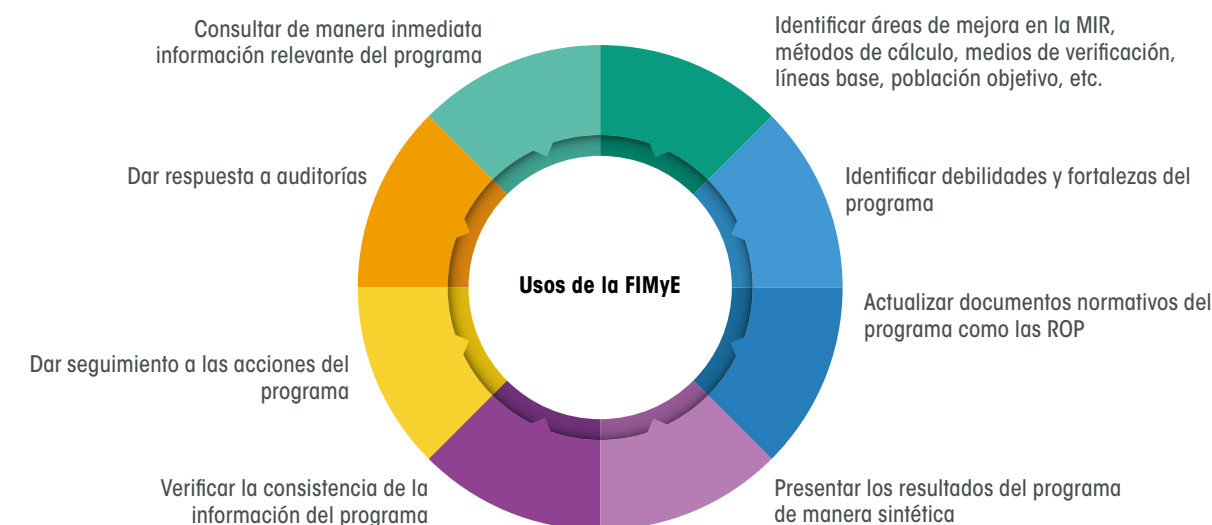 Consultar de manera inmediata
información relevante del programa
Identificar áreas de mejora en la MIR,
métodos de cálculo, medios de verificación,
líneas base, población objetivo, etc.
Dar respuesta a auditorías
Identificar debilidades y fortalezas del
programa
Usos de la FIMyE
Actualizar documentos normativos del
programa como las ROP
Dar seguimiento a las acciones del
programa
Verificar la consistencia de la
información del programa
Presentar los resultados del programa
de manera sintética